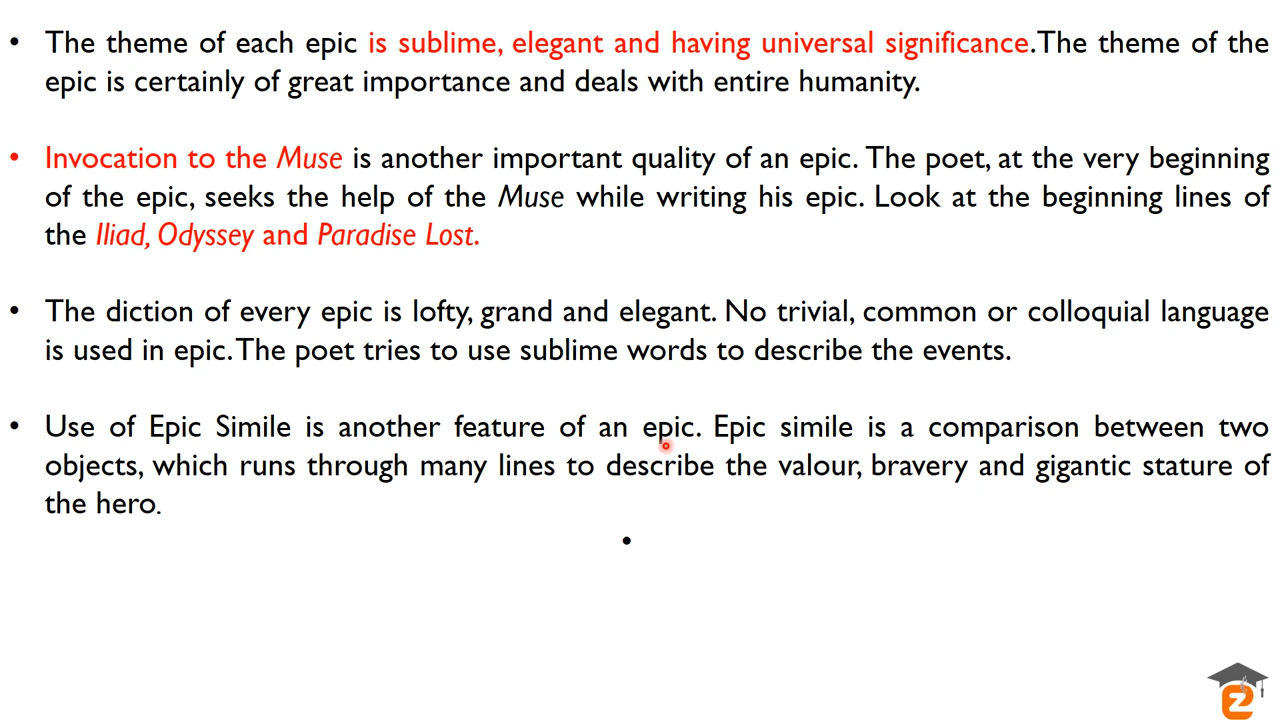 • The theme of each epic is sublime, elegant and having universal significance. The theme of the
epic is certainly of great importance and deals with entire humanity.
• Invocation to the Muse is another important quality of an epic. The poet, at the very beginning
of the epic, seeks the help of the Muse while writing his epic. Look at the beginning lines of
the Iliad, Odyssey and Paradise Lost.
• The diction of every epic is lofty, grand and elegant. No trivial, common or colloquial language
is used in epic. The poet tries to use sublime words to describe the events.
• Use of Epic Simile is another feature of an epic. Epic simile is a comparison between two
objects, which runs through many lines to describe the valour, bravery and gigantic stature of
the hero.
•